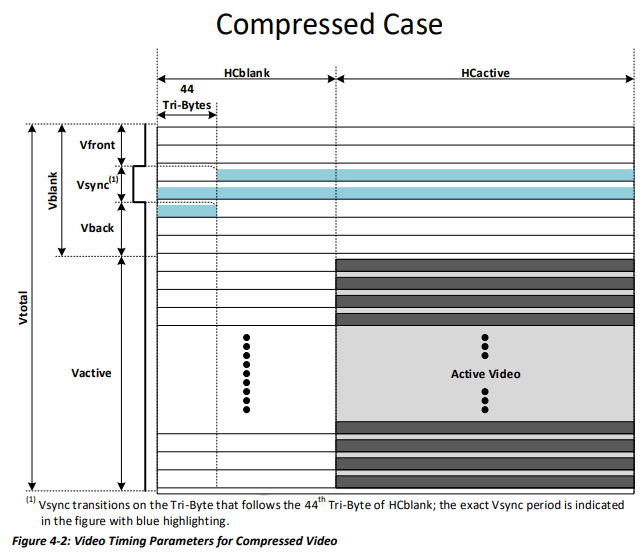 Compressed Case
HCblank
HCactive
44
Tri-Bytes
Vfront
Vsync(1)
Vblank
Vback
Vtotal
Vactive
Active Video
(1) Vsync transitions on the Tri-Byte that follows the 44th Tri-Byte of HCblank; the exact Vsync period is indicated
in the figure with blue highlighting.
Figure 4-2: Video Timing Parameters for Compressed Video